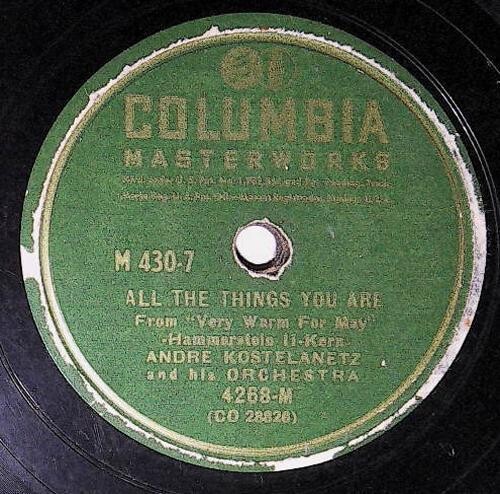 COLUMBIA
MASTERWORKS
M 430-7
ALL THE THINGS YOU ARE
From "Very Warm For May"
-Hammerstein II-Kern-
ANDRE KOSTELANETZ
and his ORCHESTRA
4268-M
(CO 28626)